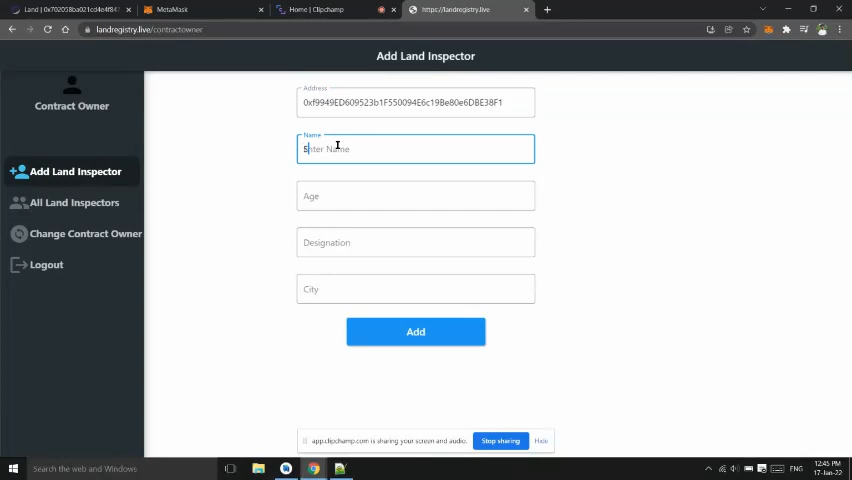 Land | 0x702058ba021cd4e4f847
MetaMask
Home | Clipchamp
https://landregistry.live
landregistry.live/contractowner
Add Land Inspector
Contract Owner
Add Land Inspector
All Land Inspectors
Change Contract Owner
Logout
Address
0xf9949ED609523b1F550094E6c19Be80e6DBE38F1
Name
Enter Name
Age
Designation
City
Add
app.clipchamp.com is sharing your screen and audio.
Stop sharing
Hide
Search the web and Windows
ENG
12:45 PM
17-Jan-22